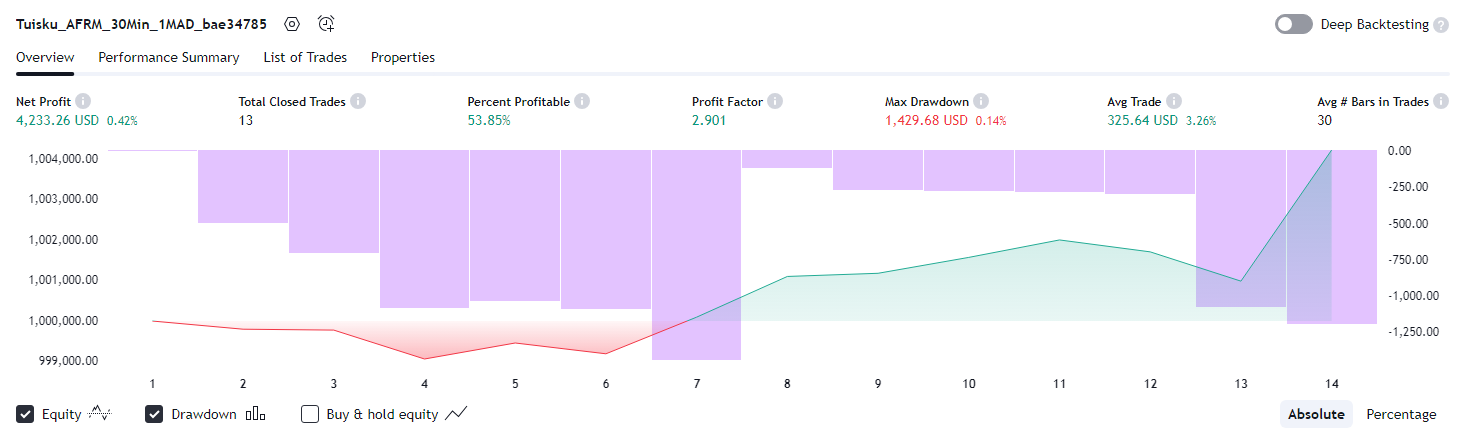 Tuisku_AFRM_30Min_1MAD_bae34785 Deep Backtesting ?
Overview Performance Summary List of Trades Properties
Net Profit i Total Closed Trades i Percent Profitable i Profit Factor i Max Drawdown i Avg Trade i Avg # Bars in Trades i
4,233.26 USD 0.42% 13 53.85% 2.901 1,429.68 USD 0.14% 325.64 USD 3.26% 30
1,004,000.00 0.00
1,003,000.00 -250.00
1,002,000.00 -500.00
1,001,000.00 -750.00
1,000,000.00 -1,000.00
999,000.00 -1,250.00
1 2 3 4 5 6 7 8 9 10 11 12 13 14
Equity Drawdown Buy & hold equity Absolute Percentage